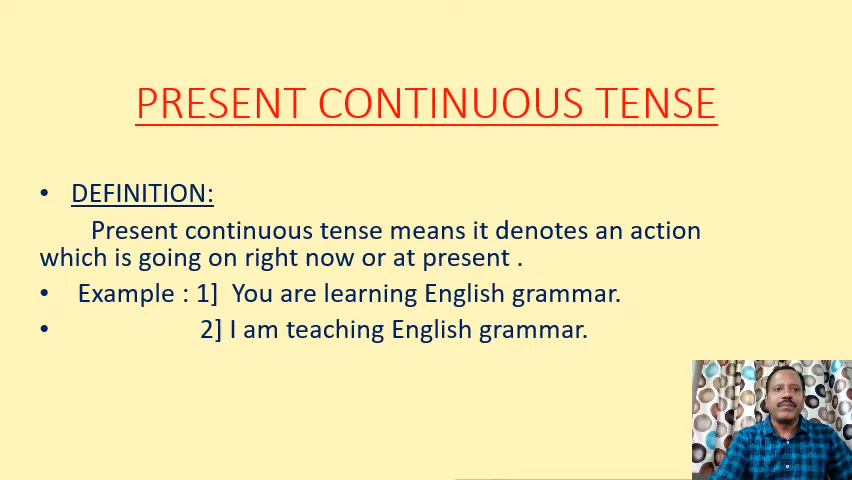 PRESENT CONTINUOUS TENSE
• DEFINITION:
Present continuous tense means it denotes an action
which is going on right now or at present .
• Example : 1] You are learning English grammar.
• 2] I am teaching English grammar.